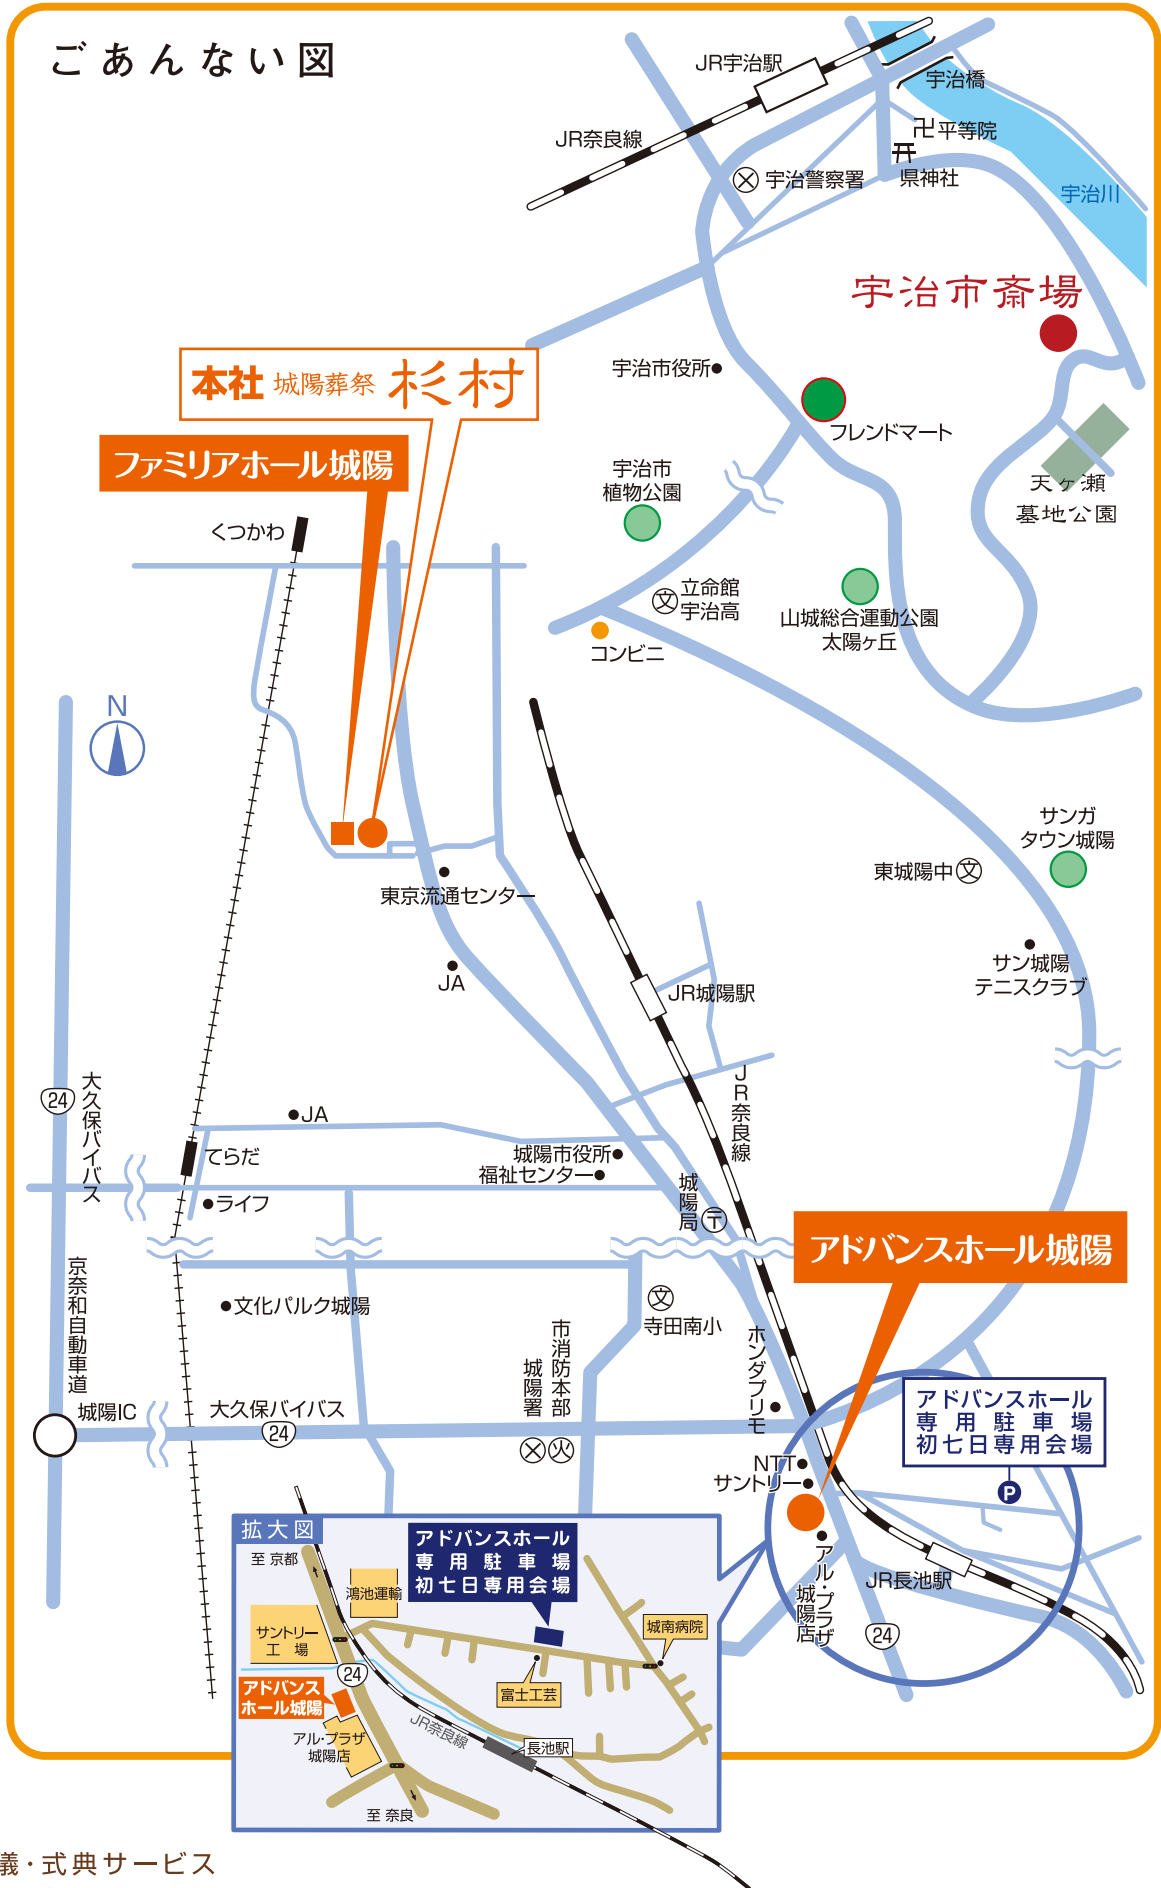 ごあんない図
JR宇治駅
宇治橋
JR奈良線
平等院
県神社
宇治警察署
宇治川
宇治市斎場
宇治市役所
フレンドマート
本社 城陽葬祭 杉村
ファミリアホール城陽
宇治市
植物公園
天ヶ瀬
墓地公園
くつかわ
立命館
宇治高
文
コンビニ
山城総合運動公園
太陽ヶ丘
N
サンガ
タウン城陽
東城陽中
文
東京流通センター
サン城陽
テニスクラブ
JA
JR城陽駅
JR奈良線
24
大久保バイパス
JA
てらだ
城陽市役所
福祉センター
ライフ
城陽局
〒
アドバンスホール城陽
京奈和自動車道
文化パルク城陽
文
寺田南小
市消防本部
城陽署
火
ホンダプリモ
城陽IC
大久保バイパス
24
アドバンスホール
専用駐車場
初七日専用会場
P
NTT
サントリー
アル・プラザ
城陽店
JR長池駅
24
拡大図
至 京都
鴻池運輸
アドバンスホール
専用駐車場
初七日専用会場
サントリー
工 場
24
城南病院
富士工芸
アドバンス
ホール城陽
アル・プラザ
城陽店
JR奈良線
長池駅
至 奈良
儀・式典サービス